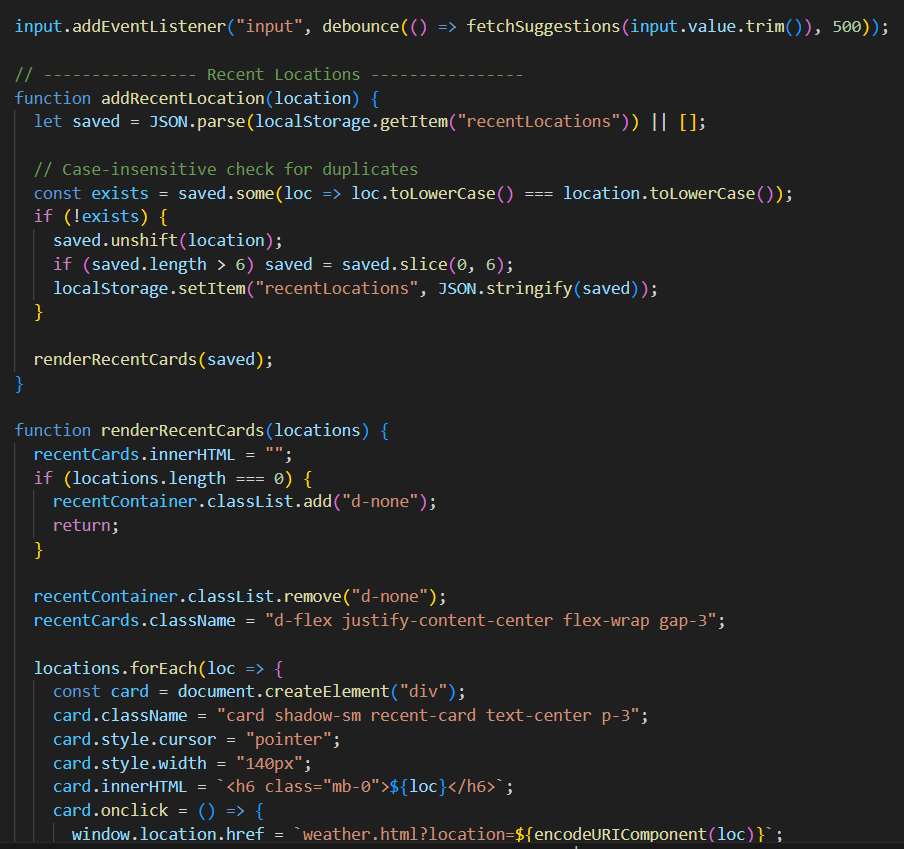 input.addEventListener("input", debounce(() => fetchSuggestions(input.value.trim()), 500));
// ---------------- Recent Locations ----------------
function addRecentLocation(location) {
let saved = JSON.parse(localStorage.getItem("recentLocations")) || [];
// Case-insensitive check for duplicates
const exists = saved.some(loc => loc.toLowerCase() === location.toLowerCase());
if (!exists) {
saved.unshift(location);
if (saved.length > 6) saved = saved.slice(0, 6);
localStorage.setItem("recentLocations", JSON.stringify(saved));
}
renderRecentCards(saved);
}
function renderRecentCards(locations) {
recentCards.innerHTML = "";
if (locations.length === 0) {
recentContainer.classList.add("d-none");
return;
}
recentContainer.classList.remove("d-none");
recentCards.className = "d-flex justify-content-center flex-wrap gap-3";
locations.forEach(loc => {
const card = document.createElement("div");
card.className = "card shadow-sm recent-card text-center p-3";
card.style.cursor = "pointer";
card.style.width = "140px";
card.innerHTML = `<h6 class="mb-0">${loc}</h6>`;
card.onclick = () => {
window.location.href = `weather.html?location=${encodeURIComponent(loc)}`;